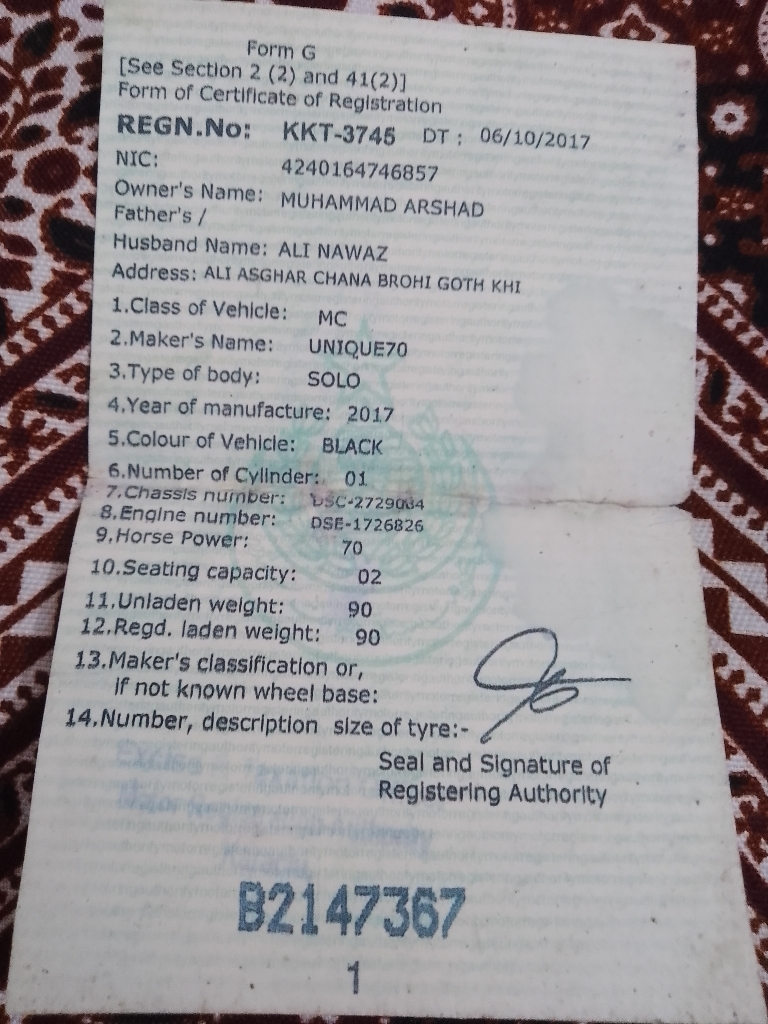 Form G
[See Section 2 (2) and 41(2)]
Form of Certificate of Registration
REGN.No: KKT-3745 DT ; 06/10/2017
NIC: 4240164746857
Owner's Name: MUHAMMAD ARSHAD
Father's /
Husband Name: ALI NAWAZ
Address: ALI ASGHAR CHANA BROHI GOTH KHI
1.Class of Vehicle: MC
2.Maker's Name: UNIQUE70
3.Type of body: SOLO
4.Year of manufacture: 2017
5.Colour of Vehicle: BLACK
6.Number of Cylinder: 01
7.Chassis number:
8.Engine number: DSE-1726826
9.Horse Power: 70
10.Seating capacity: 02
11.Unladen weight: 90
12.Regd. laden weight: 90
13.Maker's classification or,
if not known wheel base:
14.Number, description size of tyre:-
Seal and Signature of
Registering Authority
B2147367
1